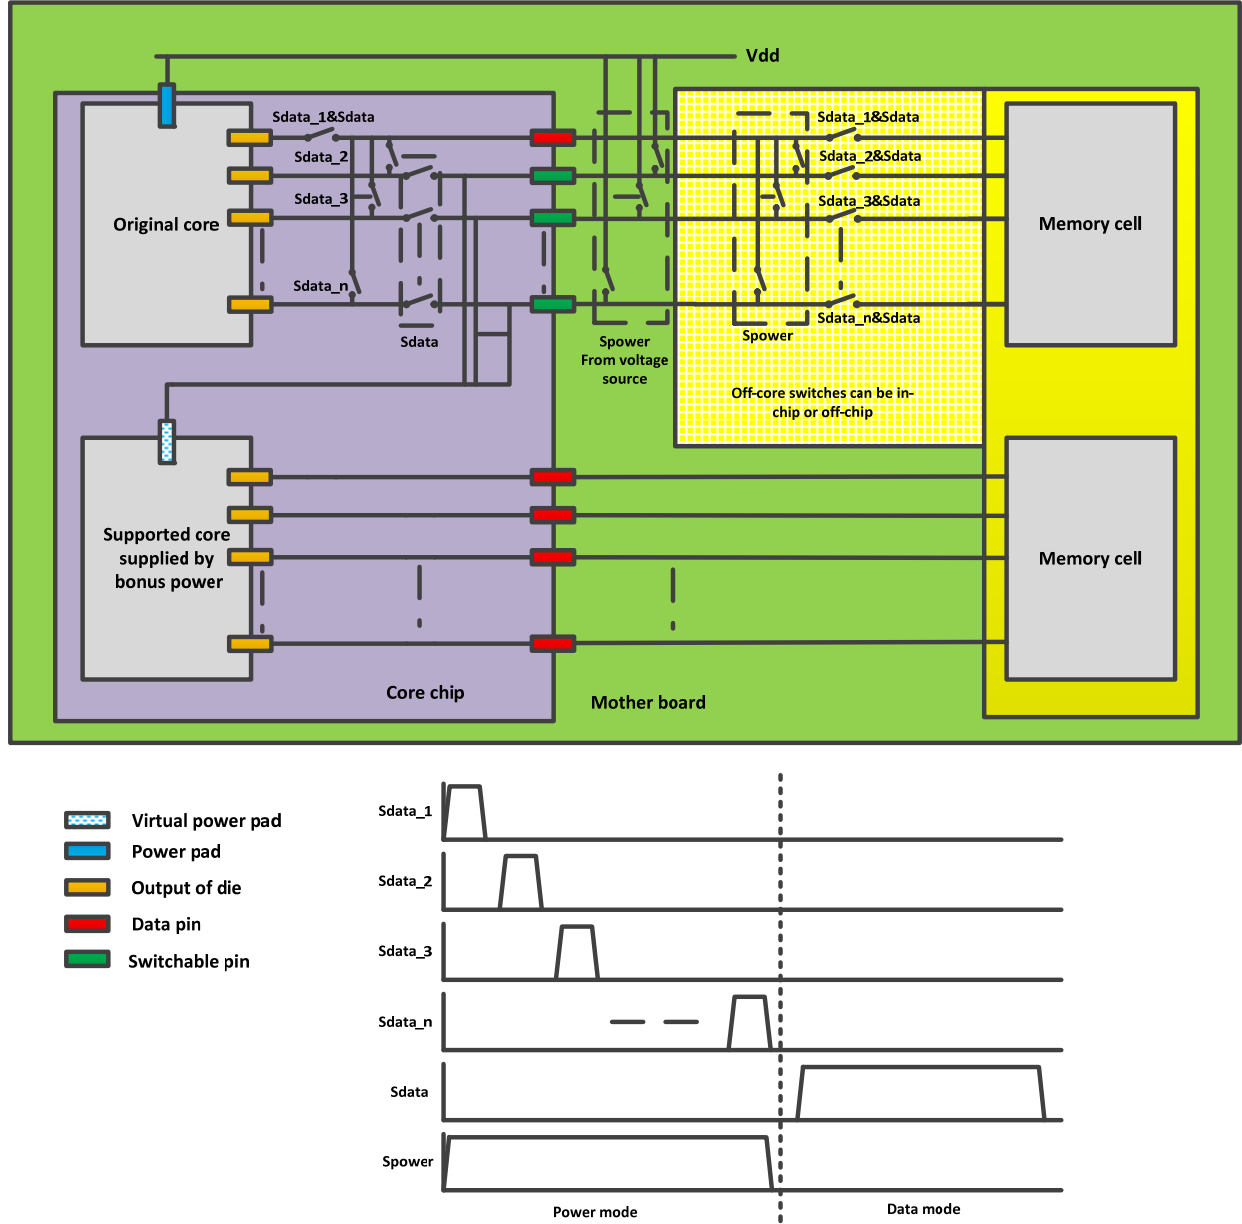 Vdd
Sdata_1&Sdata
Sdata_2
Sdata_3
Sdata_n
Sdata
Original core
Spower
From voltage
source
Sdata_1&Sdata
Sdata_2&Sdata
Sdata_3&Sdata
Sdata_n&Sdata
Spower
Off-core switches can be in-
chip or off-chip
Memory cell
Supported core
supplied by
bonus power
Memory cell
Core chip
Mother board
Virtual power pad
Power pad
Output of die
Data pin
Switchable pin
Sdata_1
Sdata_2
Sdata_3
Sdata_n
Sdata
Spower
Power mode
Data mode